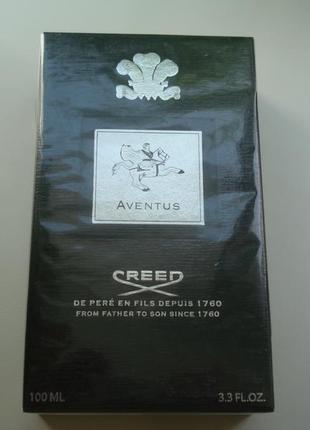 AVENTUS
CREED
DE PERÉ EN FILS DEPUIS 1760
FROM FATHER TO SON SINCE 1760
100 ML 3.3 FL.OZ.